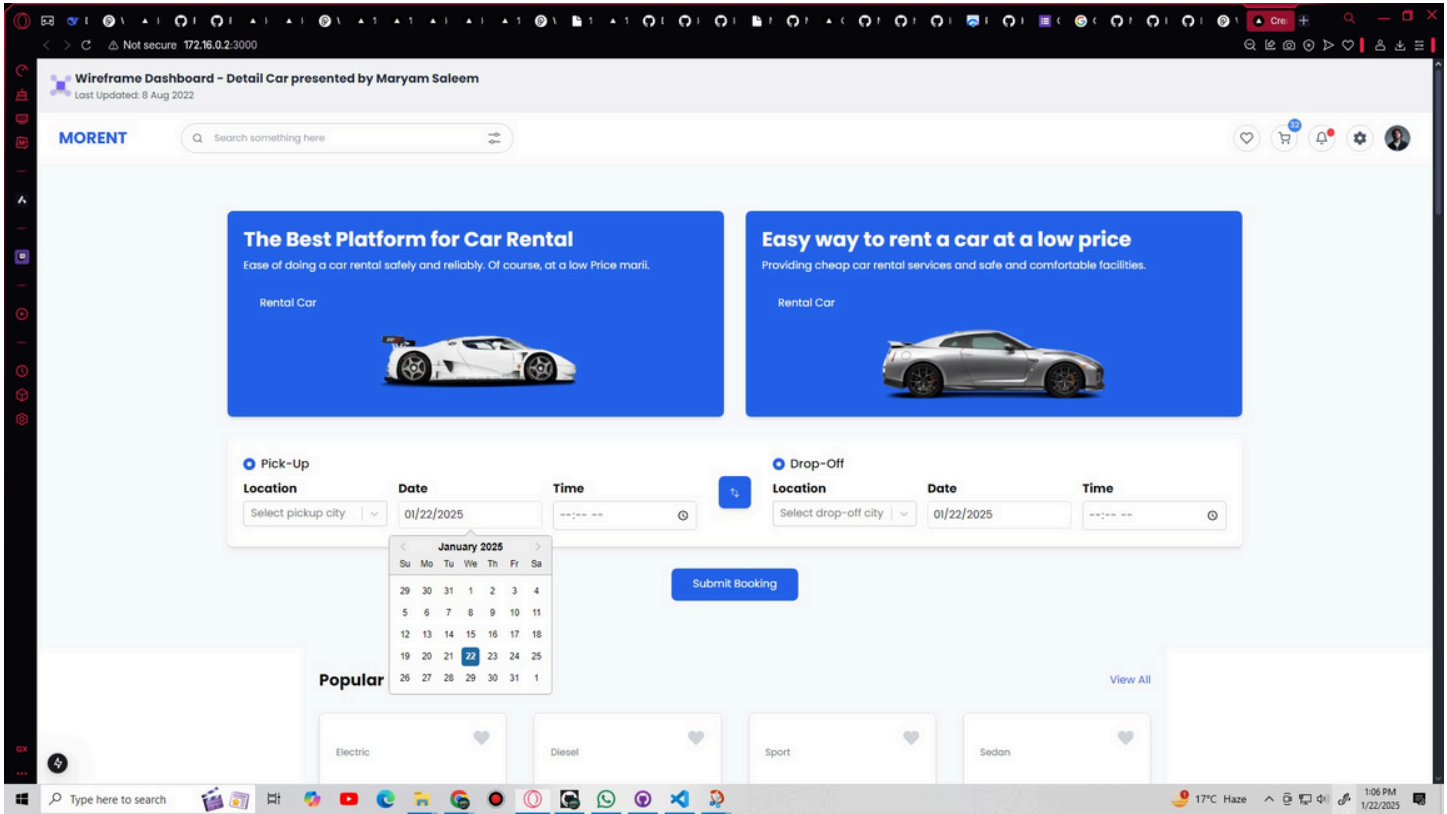 Cre
Not secure 172.16.0.2:3000
Wireframe Dashboard - Detail Car presented by Maryam Saleem
Last Updated: 8 Aug 2022
MORENT
Search something here
32
The Best Platform for Car Rental
Ease of doing a car rental safely and reliably. Of course, at a low Price marii.
Rental Car
Easy way to rent a car at a low price
Providing cheap car rental services and safe and comfortable facilities.
Rental Car
Pick-Up
Location Date Time
Select pickup city 01/22/2025 --:-- --
Drop-Off
Location Date Time
Select drop-off city 01/22/2025 --:-- --
January 2025
Su Mo Tu We Th Fr Sa
29 30 31 1 2 3 4
5 6 7 8 9 10 11
12 13 14 15 16 17 18
19 20 21 22 23 24 25
26 27 28 29 30 31 1
Submit Booking
Popular
View All
Electric
Diesel
Sport
Sedan
GX
Type here to search
17°C Haze
1:06 PM
1/22/2025